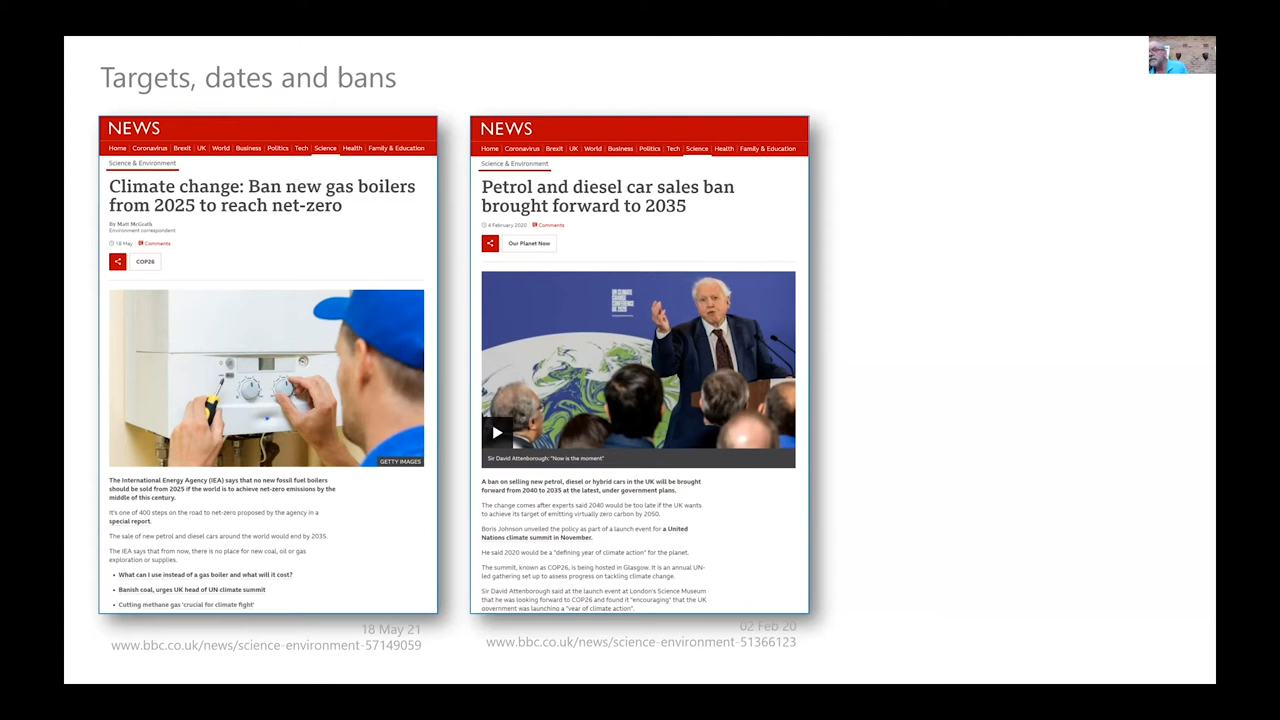 Targets, dates and bans
NEWS
Home | Coronavirus | Brexit | UK | World | Business | Politics | Tech | Science | Health | Family & Education
Science & Environment
Climate change: Ban new gas boilers
from 2025 to reach net-zero
By Matt McGrath
Environment correspondent
18 May | Comments
COP26
GETTY IMAGES
The International Energy Agency (IEA) says that no new fossil fuel boilers
should be sold from 2025 if the world is to achieve net-zero emissions by the
middle of this century.
It's one of 400 steps on the road to net-zero proposed by the agency in a
special report.
The sale of new petrol and diesel cars around the world would end by 2035.
The IEA says that from now, there is no place for new coal, oil or gas
exploration or supplies.
• What can I use instead of a gas boiler and what will it cost?
• Banish coal, urges UK head of UN climate summit
• Cutting methane gas 'crucial for climate fight'
18 May 21
www.bbc.co.uk/news/science-environment-57149059
NEWS
Home | Coronavirus | Brexit | UK | World | Business | Politics | Tech | Science | Health | Family & Education
Science & Environment
Petrol and diesel car sales ban
brought forward to 2035
4 February 2020 | Comments
Our Planet Now
UN CLIMATE
CHANGE
CONFERENCE
UK 2020
Sir David Attenborough: "Now is the moment"
A ban on selling new petrol, diesel or hybrid cars in the UK will be brought
forward from 2040 to 2035 at the latest, under government plans.
The change comes after experts said 2040 would be too late if the UK wants
to achieve its target of emitting virtually zero carbon by 2050.
Boris Johnson unveiled the policy as part of a launch event for a United
Nations climate summit in November.
He said 2020 would be a "defining year of climate action" for the planet.
The summit, known as COP26, is being hosted in Glasgow. It is an annual UN-
led gathering set up to assess progress on tackling climate change.
Sir David Attenborough said at the launch event at London's Science Museum
that he was looking forward to COP26 and found it "encouraging" that the UK
government was launching a "year of climate action".
02 Feb 20
www.bbc.co.uk/news/science-environment-51366123